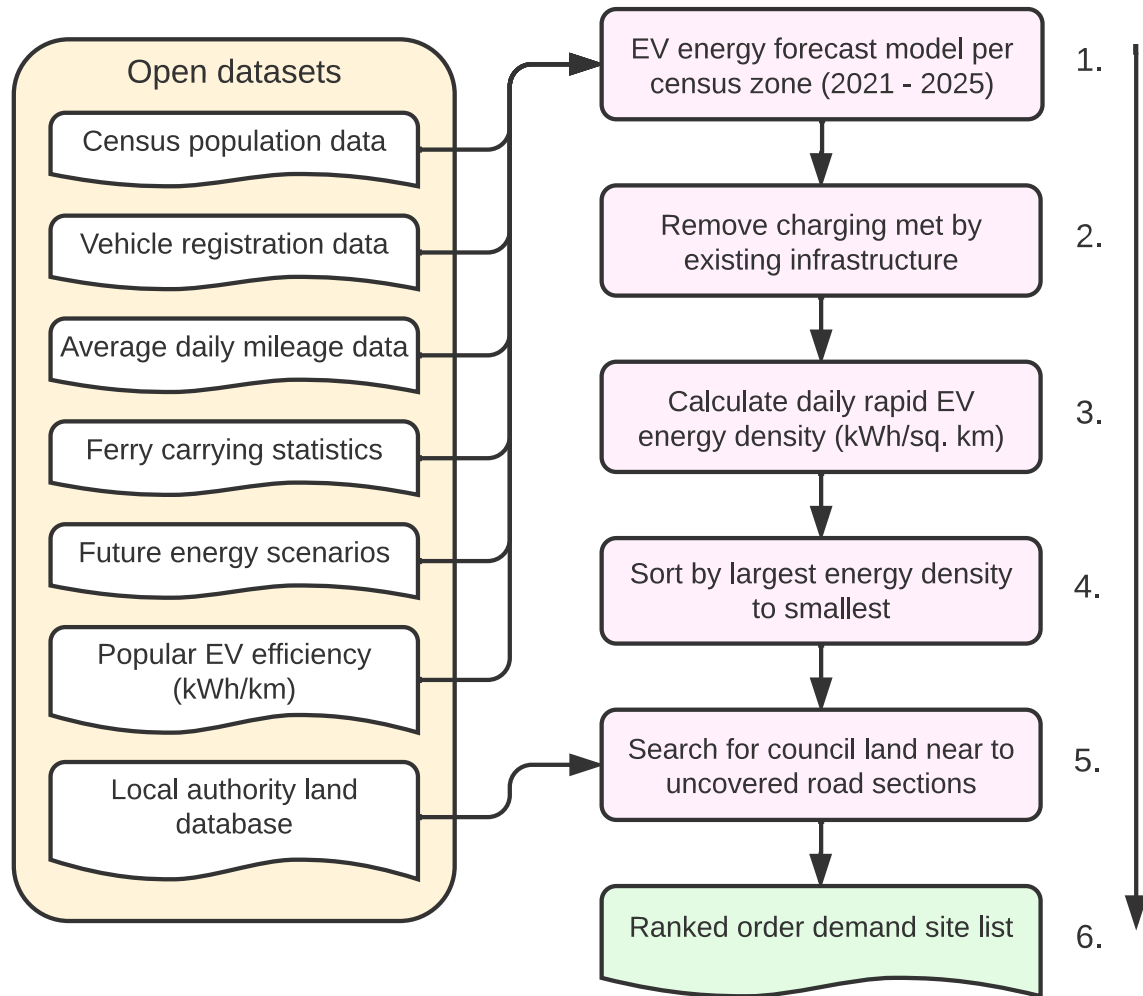 Open datasets
Census population data
Vehicle registration data
Average daily mileage data
Ferry carrying statistics
Future energy scenarios
Popular EV efficiency
(kWh/km)
Local authority land
database
EV energy forecast model per
census zone (2021 - 2025)
1.
Remove charging met by
existing infrastructure
2.
Calculate daily rapid EV
energy density (kWh/sq. km)
3.
Sort by largest energy density
to smallest
4.
Search for council land near to
uncovered road sections
5.
Ranked order demand site list
6.